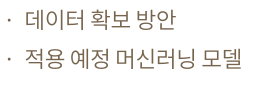 · 데이터 확보 방안
· 적용 예정 머신러닝 모델